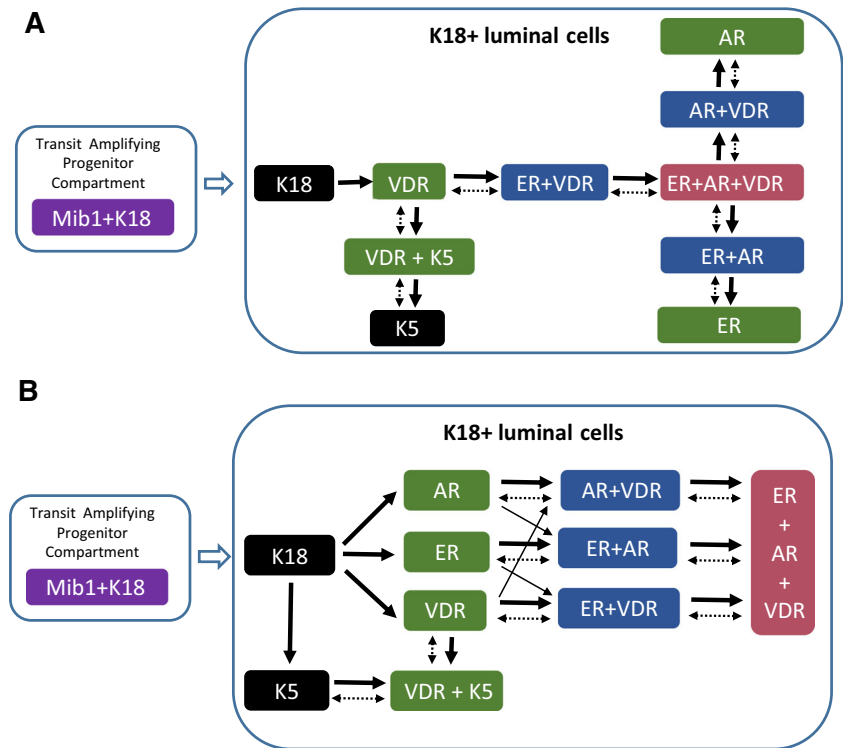 A
K18+ luminal cells
AR
AR+VDR
Transit Amplifying
Progenitor
Compartment
Mib1+K18
K18
VDR
ER+VDR
ER+AR+VDR
VDR + K5
ER+AR
K5
ER
B
K18+ luminal cells
Transit Amplifying
Progenitor
Compartment
Mib1+K18
K18
AR
AR+VDR
ER
ER+AR
VDR
ER+VDR
ER
+
AR
+
VDR
K5
VDR + K5